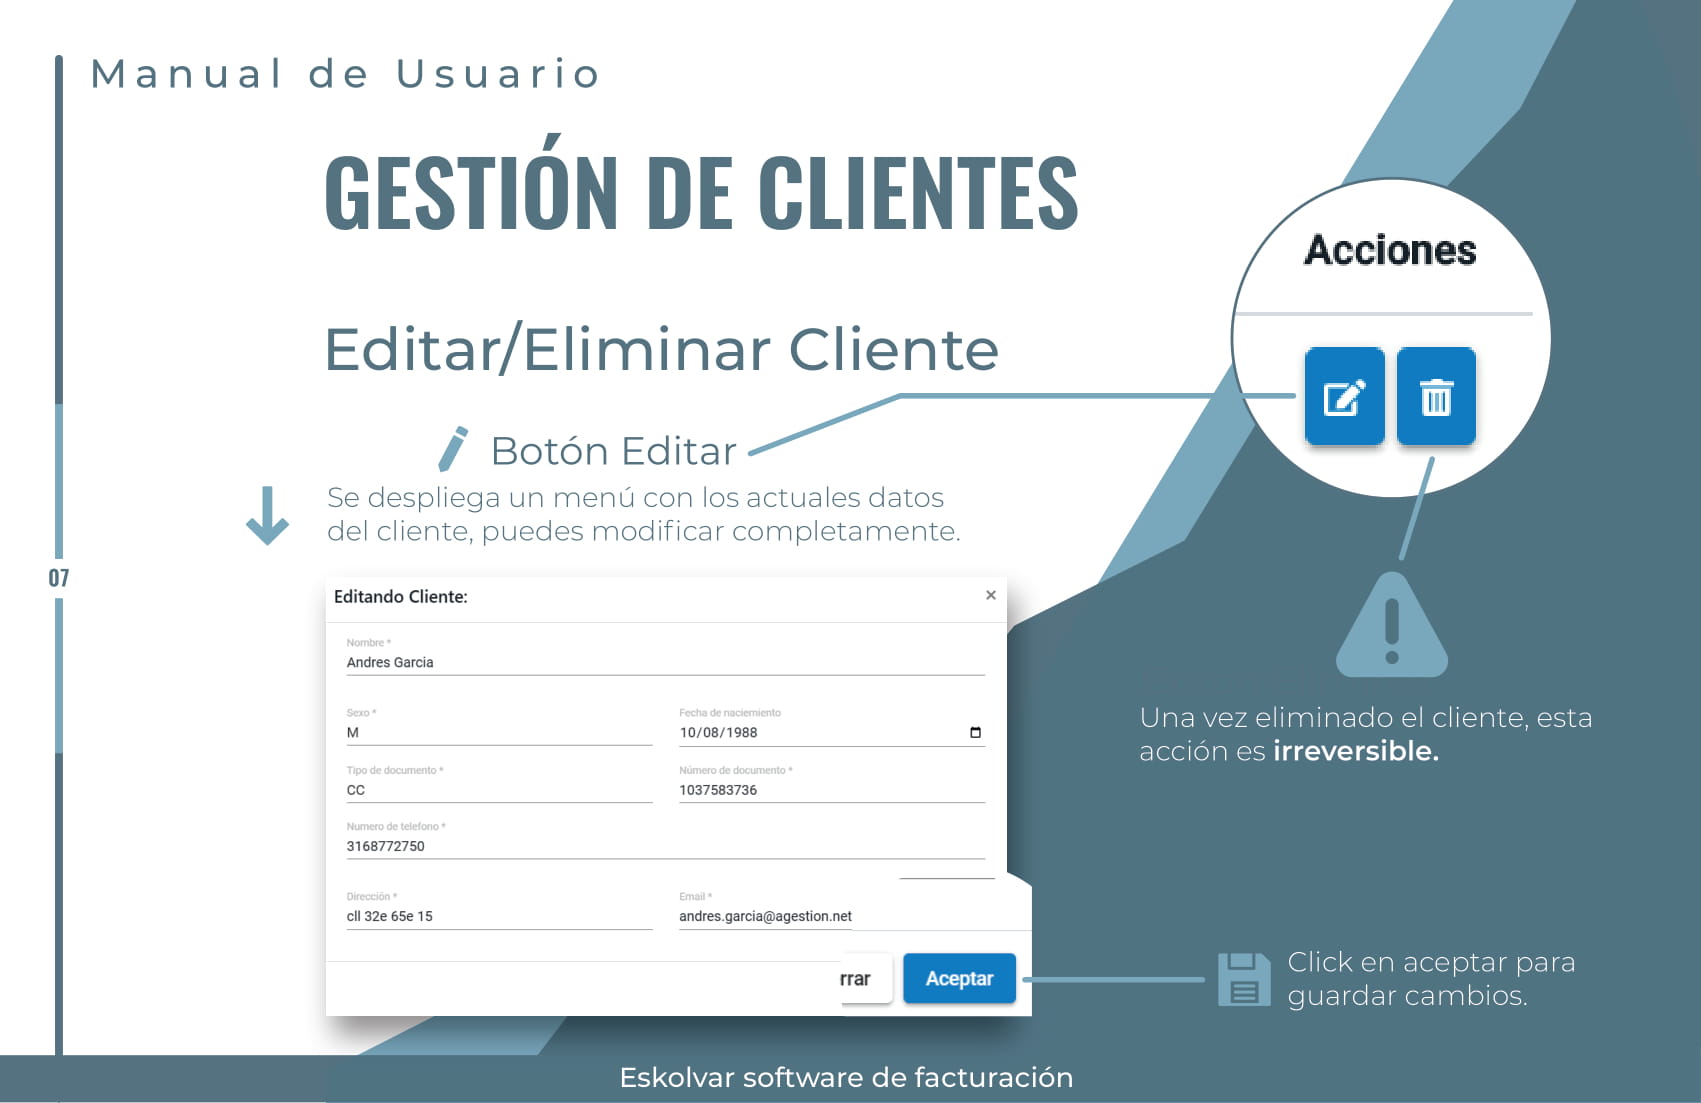 Manual de Usuario
GESTIÓN DE CLIENTES
Acciones
Editar/Eliminar Cliente
Botón Editar
Se despliega un menú con los actuales datos
del cliente, puedes modificar completamente.
07
Editando Cliente:
×
Nombre *
Andres Garcia
Sexo *
M
Fecha de naciemiento
10/08/1988
Tipo de documento *
CC
Número de documento *
1037583736
Numero de telefono *
3168772750
Dirección *
cll 32e 65e 15
Email *
andres.garcia@agestion.net
rrar
Aceptar
Una vez eliminado el cliente, esta
acción es irreversible.
Click en aceptar para
guardar cambios.
Eskolvar software de facturación